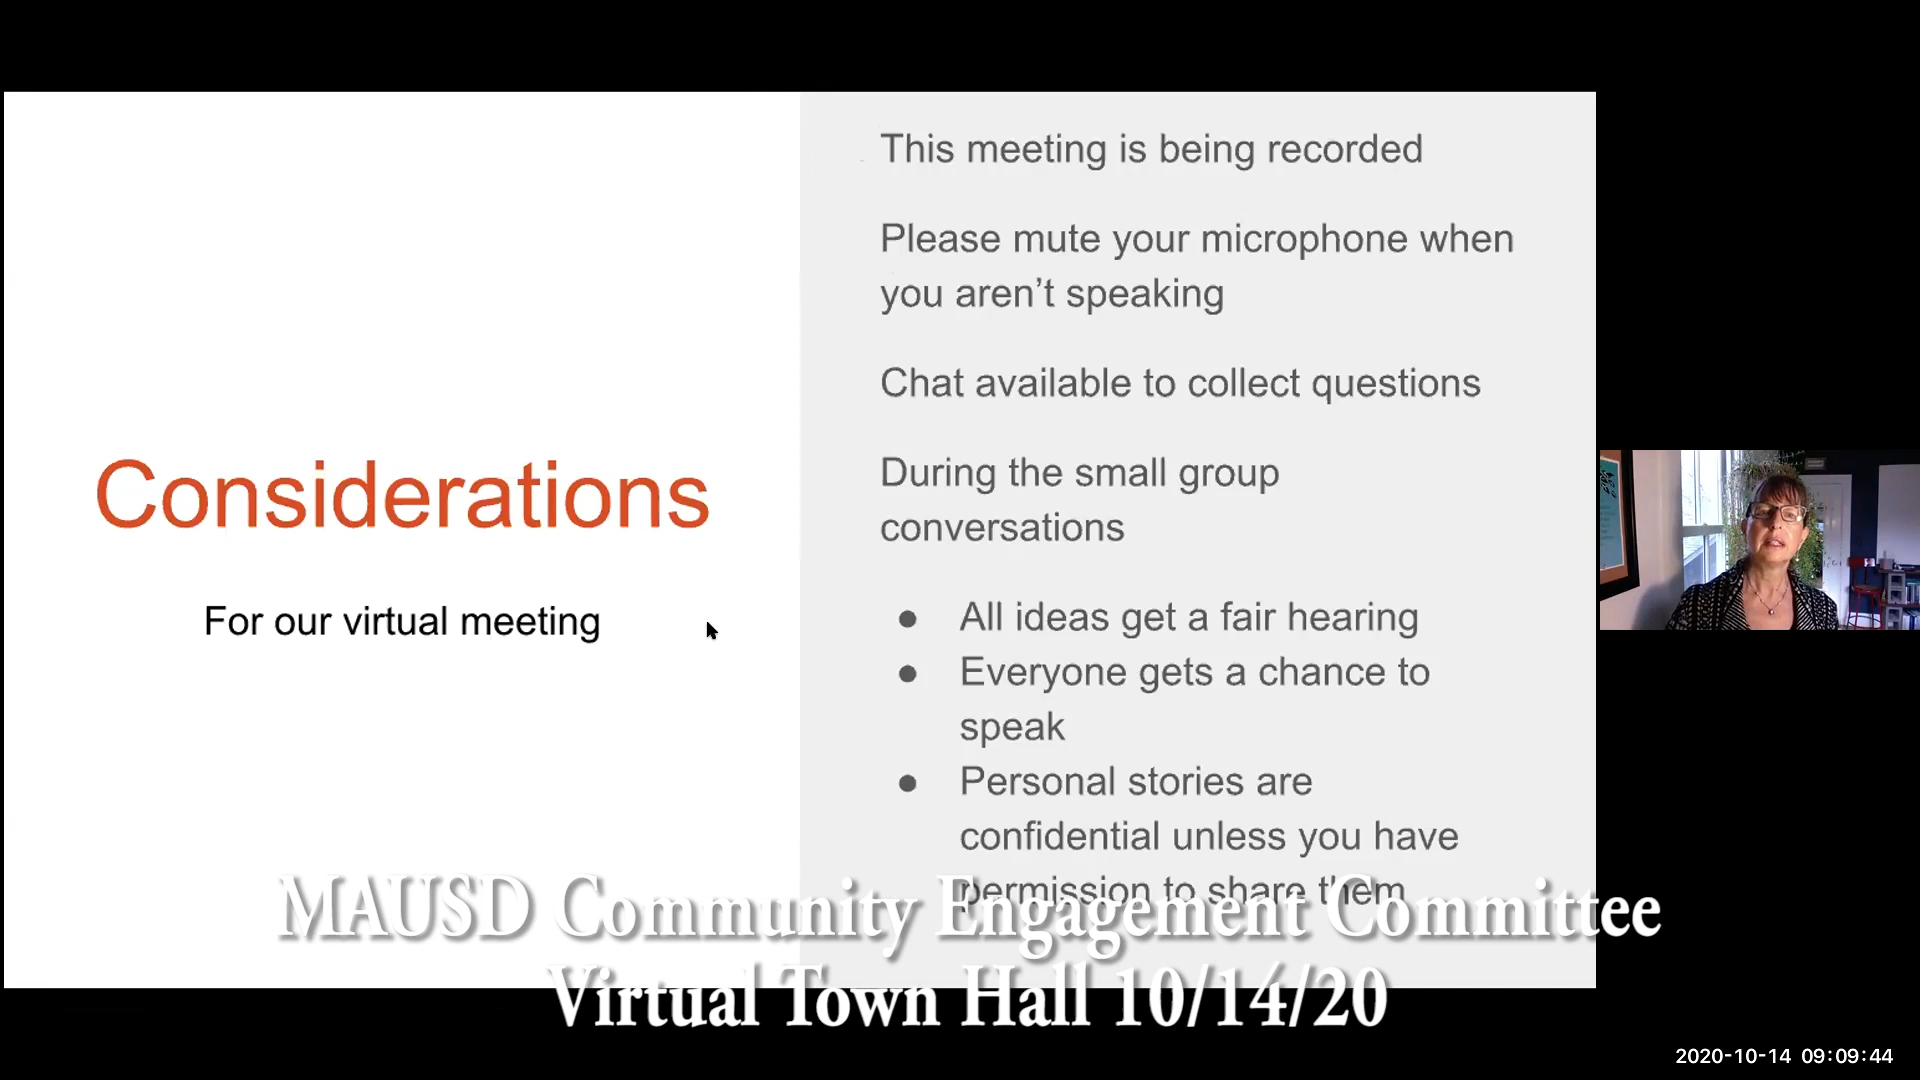 Considerations
For our virtual meeting
This meeting is being recorded
Please mute your microphone when
you aren’t speaking
Chat available to collect questions
During the small group
conversations
● All ideas get a fair hearing
● Everyone gets a chance to
speak
● Personal stories are
confidential unless you have
permission to share them
MAUSD Community Engagement Committee
Virtual Town Hall 10/14/20
2020-10-14 09:09:44